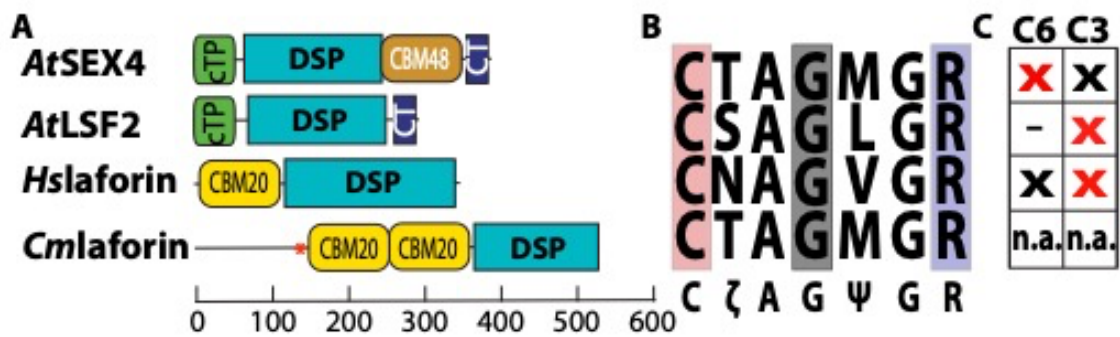 A
AtSEX4 cTP DSP CBM48 CT
AtLSF2 cTP DSP CT
Hslaforin CBM20 DSP
Cmlaforin * CBM20 CBM20 DSP
0 100 200 300 400 500 600
B
C T A G M G R
C S A G L G R
C N A G V G R
C T A G M G R
C ζ A G Ψ G R
C C6 C3
x x
- x
x x
n.a. n.a.